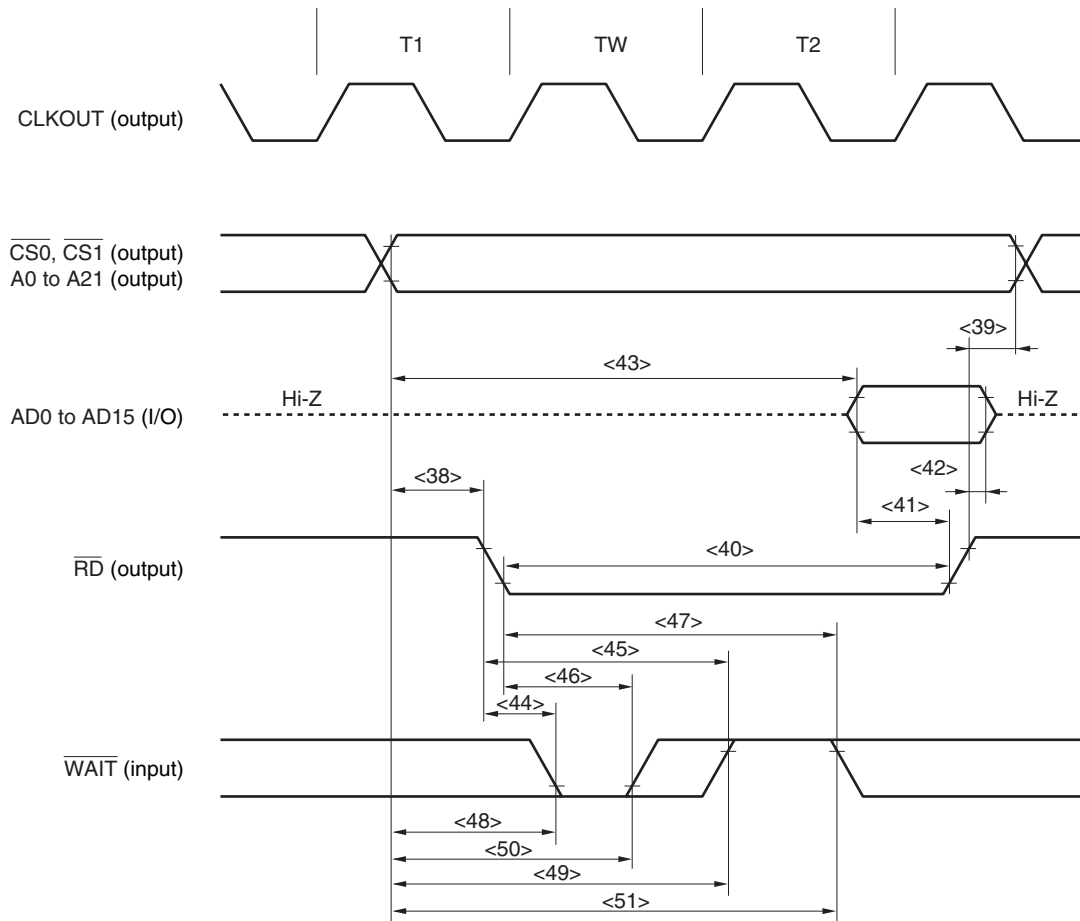 T1 TW T2
CLKOUT (output)
CS0, CS1 (output)
A0 to A21 (output)
<39>
<43>
Hi-Z
Hi-Z
AD0 to AD15 (I/O)
<42>
<38>
<41>
<40>
RD (output)
<47>
<45>
<46>
<44>
WAIT (input)
<48>
<50>
<49>
<51>